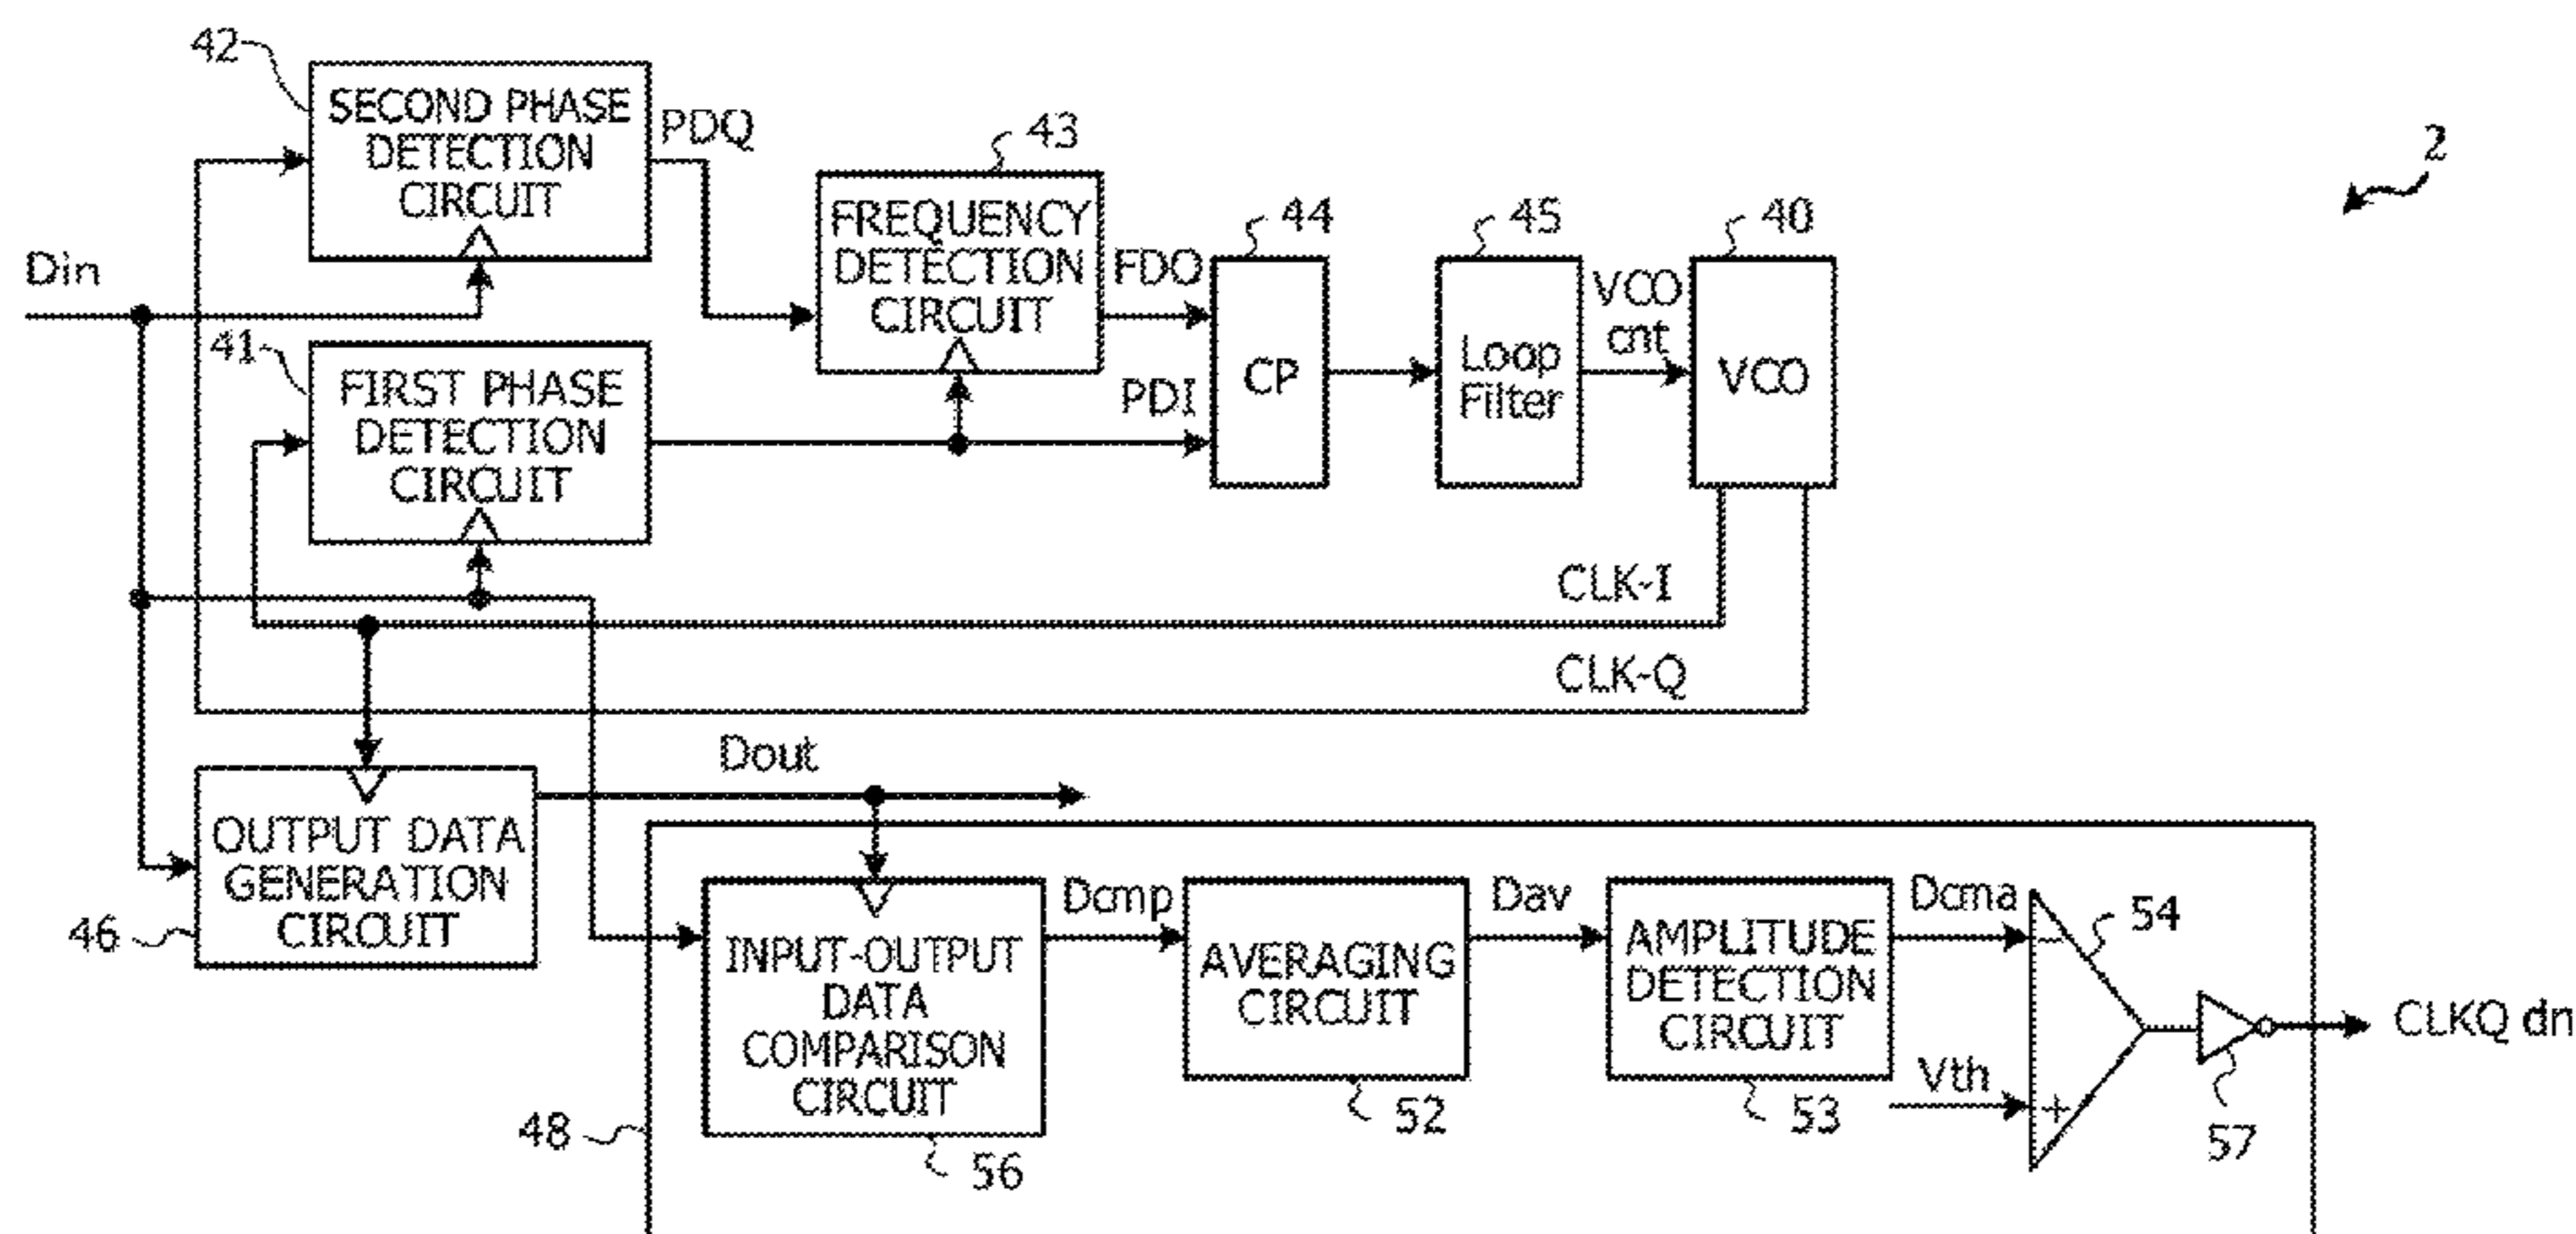 42
SECOND PHASE
DETECTION
CIRCUIT
PDQ
43
2
Din
FREQUENCY
DETECTION
CIRCUIT
FDO
44
CP
45
Loop
Filter
VCO
cnt
40
VCO
41
FIRST PHASE
DETECTION
CIRCUIT
PDI
CLK-I
CLK-Q
Dout
OUTPUT DATA
GENERATION
CIRCUIT
46
48
INPUT-OUTPUT
DATA
COMPARISON
CIRCUIT
56
Dcmp
AVERAGING
CIRCUIT
52
Dav
AMPLITUDE
DETECTION
CIRCUIT
53
Dcma
Vth
−
+
54
57
CLKQ dn